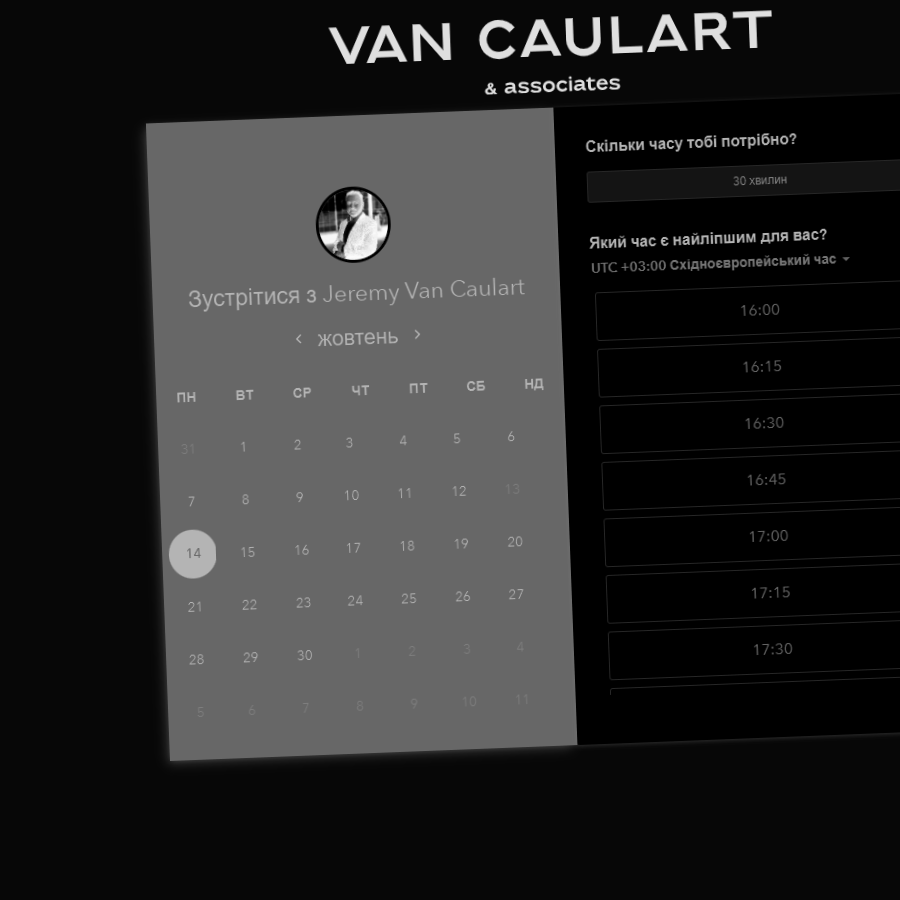 VAN CAULART
& associates
Зустрітися з Jeremy Van Caulart
жовтень
ПН ВТ СР ЧТ ПТ СБ НД
31 1 2 3 4 5 6
7 8 9 10 11 12 13
14 15 16 17 18 19 20
21 22 23 24 25 26 27
28 29 30 1 2 3 4
5 6 7 8 9 10 11
Скільки часу тобі потрібно?
30 хвилин
Який час є найліпшим для вас?
UTC +03:00 Східноєвропейський час
16:00
16:15
16:30
16:45
17:00
17:15
17:30